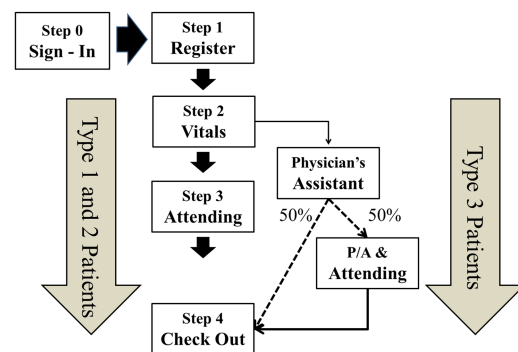 Step 0
Sign - In
Step 1
Register
Step 2
Vitals
Physician's
Assistant
Step 3
Attending
50%
50%
P/A &
Attending
Step 4
Check Out
Type 1 and 2 Patients
Type 3 Patients